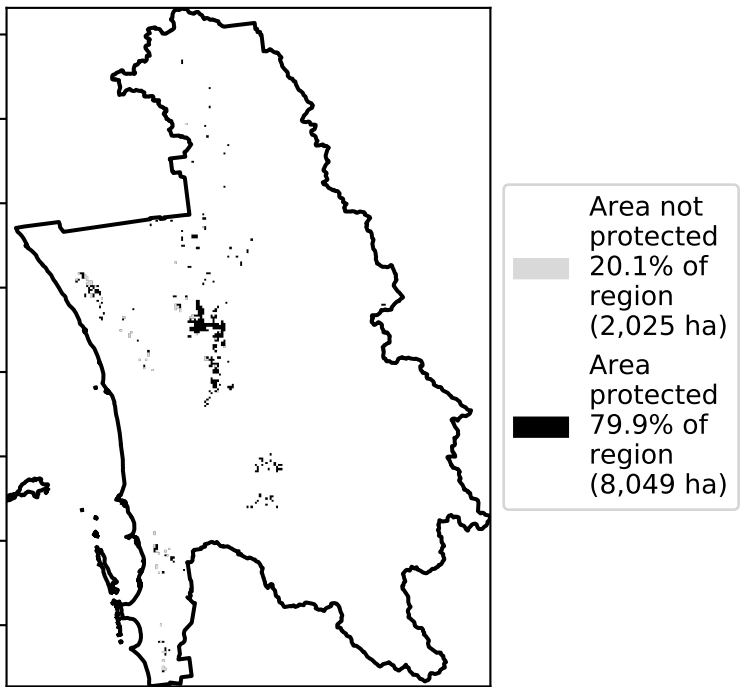 Area not
protected
20.1% of
region
(2,025 ha)
Area
protected
79.9% of
region
(8,049 ha)